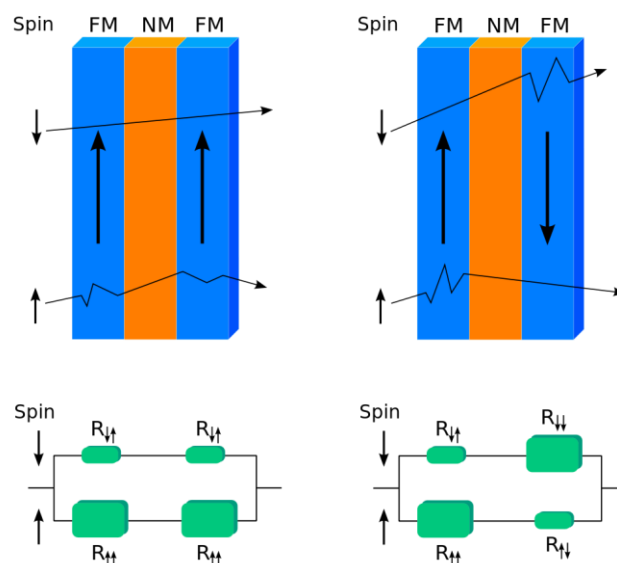 Spin FM NM FM
Spin FM NM FM
Spin
R↓↑ R↓↑
R↑↑ R↑↑
Spin
R↓↑ R↓↓
R↑↑ R↑↓